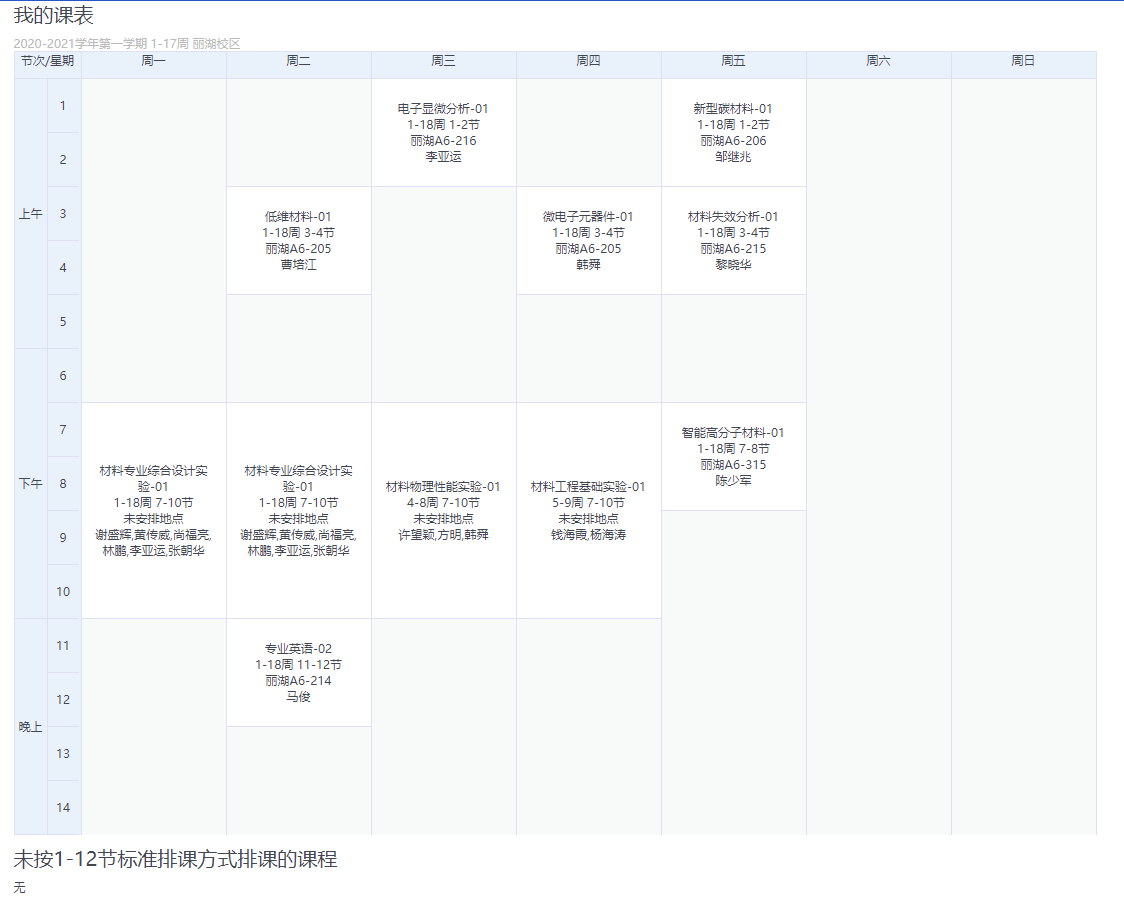 我的课表
2020-2021学年第一学期 1-17周 丽湖校区
节次/星期 周一 周二 周三 周四 周五 周六 周日
上午
1
2
3
4
5
下午
6
7
8
9
10
晚上
11
12
13
14
材料专业综合设计实
验-01
1-18周 7-10节
未安排地点
谢盛辉,黄传威,尚福亮,
林鹏,李亚运,张朝华
低维材料-01
1-18周 3-4节
丽湖A6-205
曹培江
材料专业综合设计实
验-01
1-18周 7-10节
未安排地点
谢盛辉,黄传威,尚福亮,
林鹏,李亚运,张朝华
专业英语-02
1-18周 11-12节
丽湖A6-214
马俊
电子显微分析-01
1-18周 1-2节
丽湖A6-216
李亚运
材料物理性能实验-01
4-8周 7-10节
未安排地点
许望颖,方明,韩舜
微电子元器件-01
1-18周 3-4节
丽湖A6-205
韩舜
材料工程基础实验-01
5-9周 7-10节
未安排地点
钱海霞,杨海涛
新型碳材料-01
1-18周 1-2节
丽湖A6-206
邹继兆
材料失效分析-01
1-18周 3-4节
丽湖A6-215
黎晓华
智能高分子材料-01
1-18周 7-8节
丽湖A6-315
陈少军
未按1-12节标准排课方式排课的课程
无